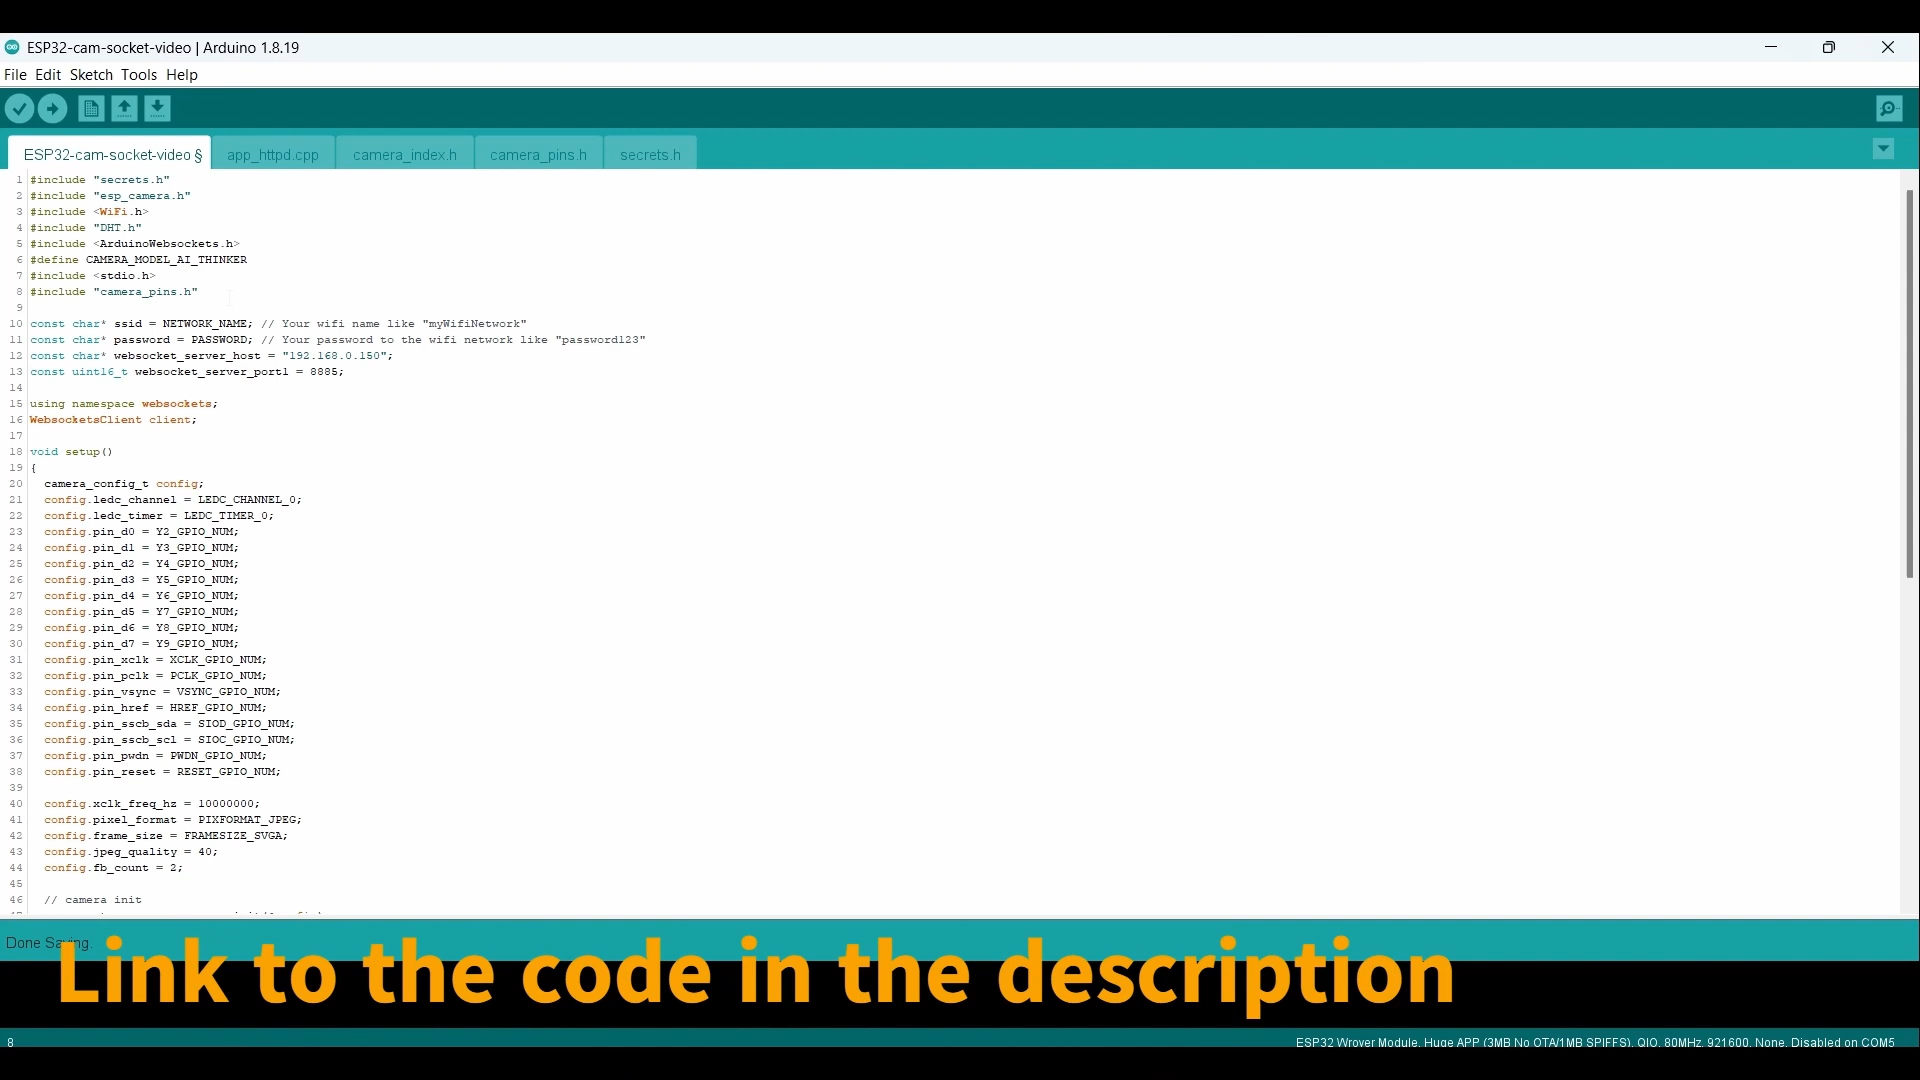 ESP32-cam-socket-video | Arduino 1.8.19
File Edit Sketch Tools Help
ESP32-cam-socket-video § app_httpd.cpp camera_index.h camera_pins.h secrets.h
1 #include "secrets.h"
2 #include "esp_camera.h"
3 #include <WiFi.h>
4 #include "DHT.h"
5 #include <ArduinoWebsockets.h>
6 #define CAMERA_MODEL_AI_THINKER
7 #include <stdio.h>
8 #include "camera_pins.h"
9
10 const char* ssid = NETWORK_NAME; // Your wifi name like "myWifiNetwork"
11 const char* password = PASSWORD; // Your password to the wifi network like "password123"
12 const char* websocket_server_host = "192.168.0.150";
13 const uint16_t websocket_server_port1 = 8885;
14
15 using namespace websockets;
16 WebsocketsClient client;
17
18 void setup()
19 {
20 camera_config_t config;
21 config.ledc_channel = LEDC_CHANNEL_0;
22 config.ledc_timer = LEDC_TIMER_0;
23 config.pin_d0 = Y2_GPIO_NUM;
24 config.pin_d1 = Y3_GPIO_NUM;
25 config.pin_d2 = Y4_GPIO_NUM;
26 config.pin_d3 = Y5_GPIO_NUM;
27 config.pin_d4 = Y6_GPIO_NUM;
28 config.pin_d5 = Y7_GPIO_NUM;
29 config.pin_d6 = Y8_GPIO_NUM;
30 config.pin_d7 = Y9_GPIO_NUM;
31 config.pin_xclk = XCLK_GPIO_NUM;
32 config.pin_pclk = PCLK_GPIO_NUM;
33 config.pin_vsync = VSYNC_GPIO_NUM;
34 config.pin_href = HREF_GPIO_NUM;
35 config.pin_sscb_sda = SIOD_GPIO_NUM;
36 config.pin_sscb_scl = SIOC_GPIO_NUM;
37 config.pin_pwdn = PWDN_GPIO_NUM;
38 config.pin_reset = RESET_GPIO_NUM;
39
40 config.xclk_freq_hz = 10000000;
41 config.pixel_format = PIXFORMAT_JPEG;
42 config.frame_size = FRAMESIZE_SVGA;
43 config.jpeg_quality = 40;
44 config.fb_count = 2;
45
46 // camera init
Done Saving.
Link to the code in the description
8 ESP32 Wrover Module, Huge APP (3MB No OTA/1MB SPIFFS), QIO, 80MHz, 921600, None, Disabled on COM5